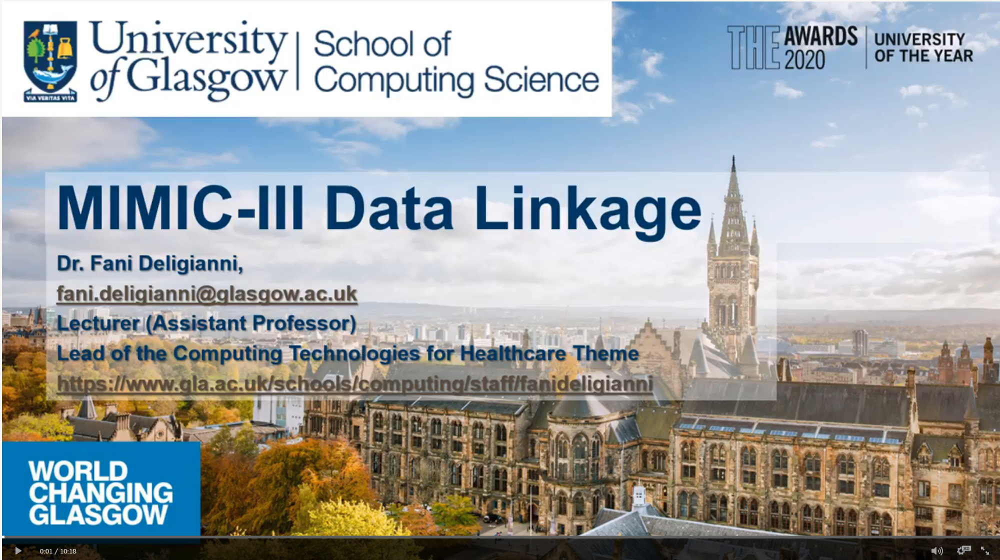 University
of Glasgow
School of
Computing Science
VIA VERITAS VITA
THE AWARDS
2020
UNIVERSITY
OF THE YEAR
MIMIC-III Data Linkage
Dr. Fani Deligianni,
fani.deligianni@glasgow.ac.uk
Lecturer (Assistant Professor)
Lead of the Computing Technologies for Healthcare Theme
https://www.gla.ac.uk/schools/computing/staff/fanideligianni
WORLD
CHANGING
GLASGOW
0:01 / 10:18
HD